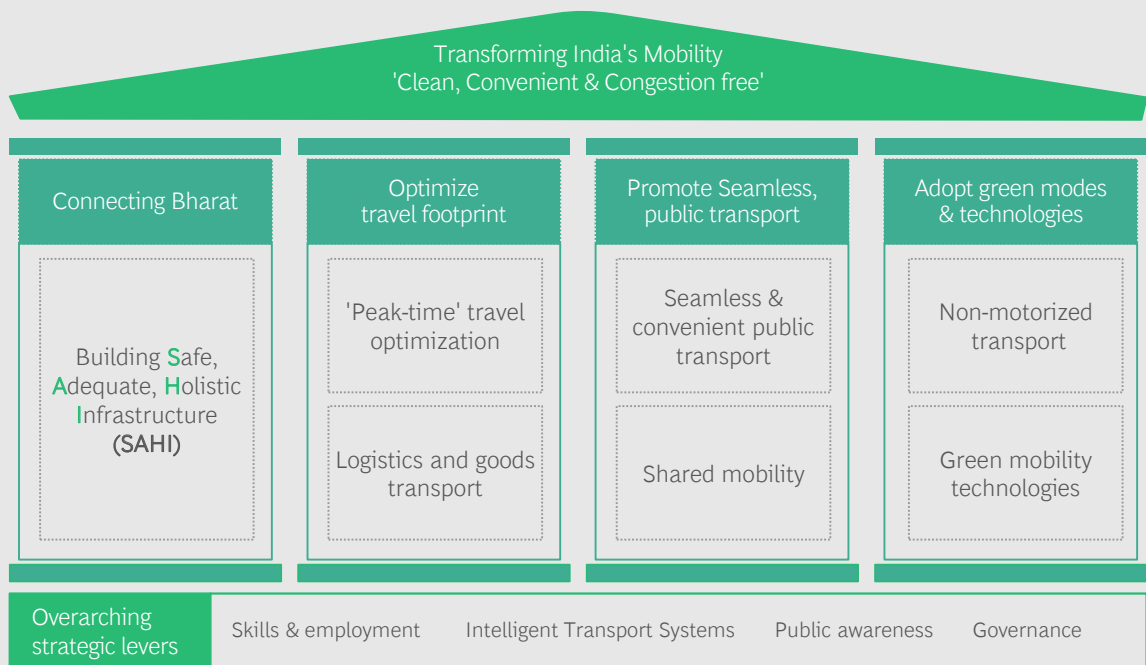 Transforming India's Mobility
'Clean, Convenient & Congestion free'
Connecting Bharat
Building Safe,
Adequate, Holistic
Infrastructure
(SAHI)
Optimize
travel footprint
'Peak-time' travel
optimization
Logistics and goods
transport
Promote Seamless,
public transport
Seamless &
convenient public
transport
Shared mobility
Adopt green modes
& technologies
Non-motorized
transport
Green mobility
technologies
Overarching
strategic levers
Skills & employment
Intelligent Transport Systems
Public awareness
Governance